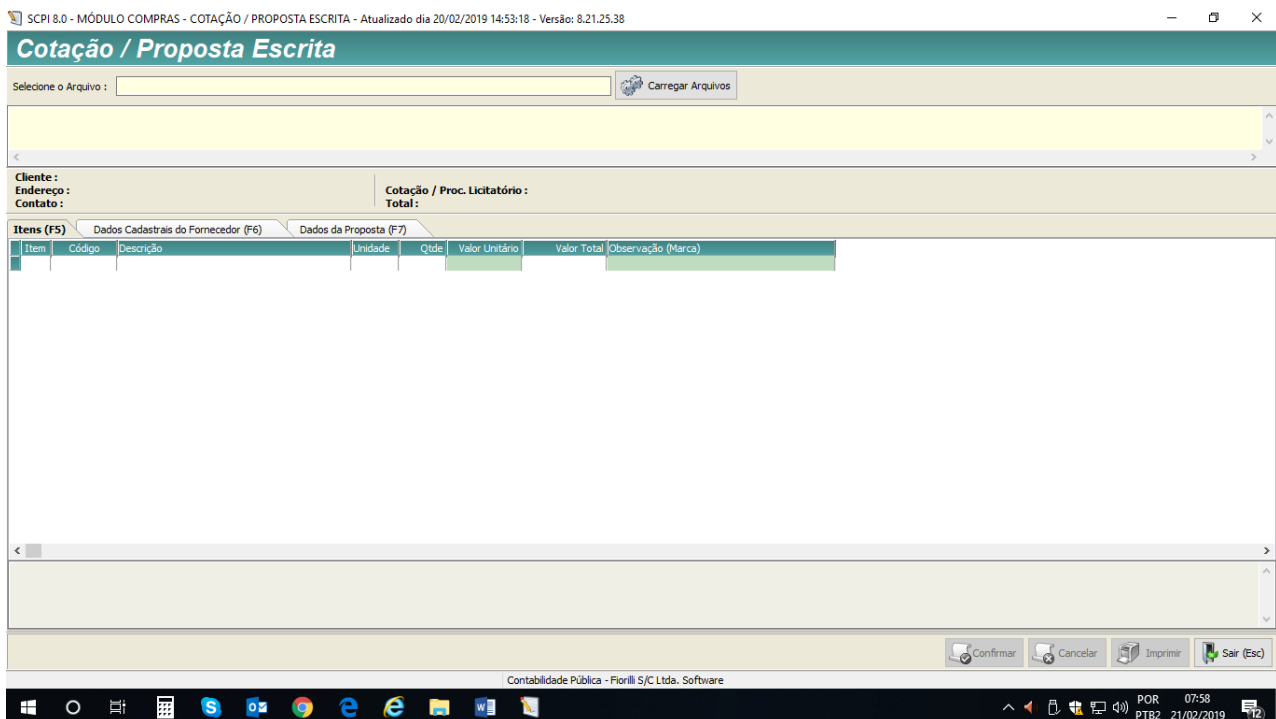 SCPI 8.0 - MÓDULO COMPRAS - COTAÇÃO / PROPOSTA ESCRITA - Atualizado dia 20/02/2019 14:53:18 - Versão: 8.21.25.38
Cotação / Proposta Escrita
Selecione o Arquivo : Carregar Arquivos
Cliente :
Endereço : Cotação / Proc. Licitatório :
Contato : Total :
Itens (F5) Dados Cadastrais do Fornecedor (F6) Dados da Proposta (F7)
Item Código Descrição Unidade Qtde Valor Unitário Valor Total Observação (Marca)
Confirmar Cancelar Imprimir Sair (Esc)
Contabilidade Pública - Fiorilli S/C Ltda. Software
POR 07:58
PTB2 21/02/2019 12